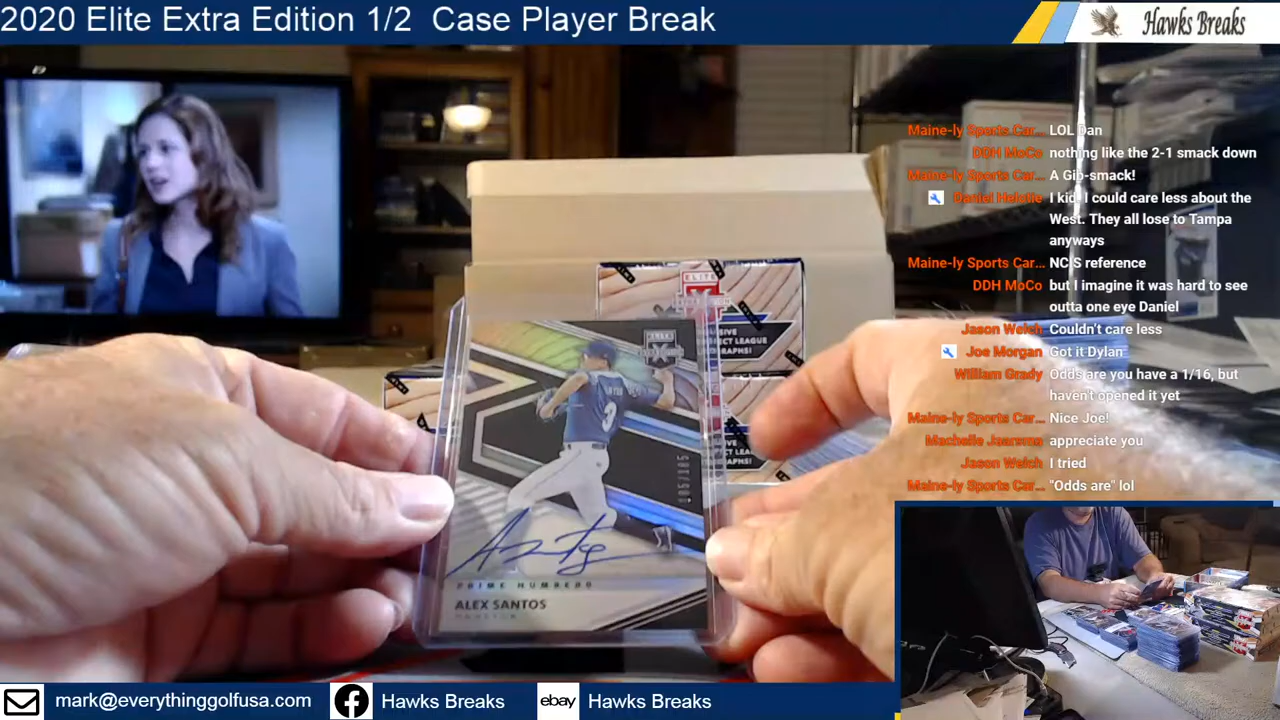 2020 Elite Extra Edition 1/2 Case Player Break
Hawks Breaks
Maine-ly Sports Car... LOL Dan
DDH MoCo nothing like the 2-1 smack down
Maine-ly Sports Car... A Gib-smack!
Daniel Helotie I kid, I could care less about the
West. They all lose to Tampa
anyways
Maine-ly Sports Car... NCIS reference
DDH MoCo but I imagine it was hard to see
outta one eye Daniel
Jason Welch Couldn't care less
Joe Morgan Got it Dylan
William Grady Odds are you have a 1/16, but
haven't opened it yet
Maine-ly Sports Car... Nice Joe!
Machelle Jearsme appreciate you
Jason Welch I tried
Maine-ly Sports Car... "Odds are" lol
ELITE
ELITE
3
PRIME NUMBERS
ALEX SANTOS
HOUSTON
mark@everythinggolfusa.com
Hawks Breaks
ebay
Hawks Breaks